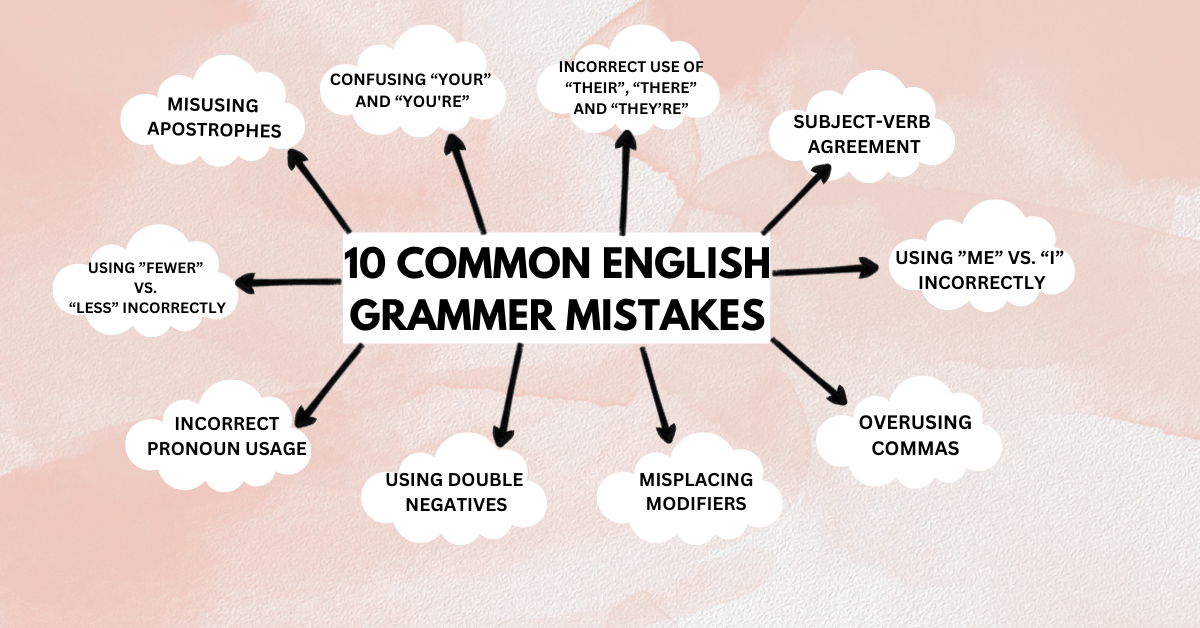 MISUSING
APOSTROPHES
CONFUSING “YOUR”
AND “YOU'RE”
INCORRECT USE OF
“THEIR”, “THERE”
AND “THEY’RE”
SUBJECT-VERB
AGREEMENT
USING ”FEWER”
VS.
“LESS” INCORRECTLY
10 COMMON ENGLISH
GRAMMER MISTAKES
USING ”ME” VS. “I”
INCORRECTLY
INCORRECT
PRONOUN USAGE
USING DOUBLE
NEGATIVES
MISPLACING
MODIFIERS
OVERUSING
COMMAS